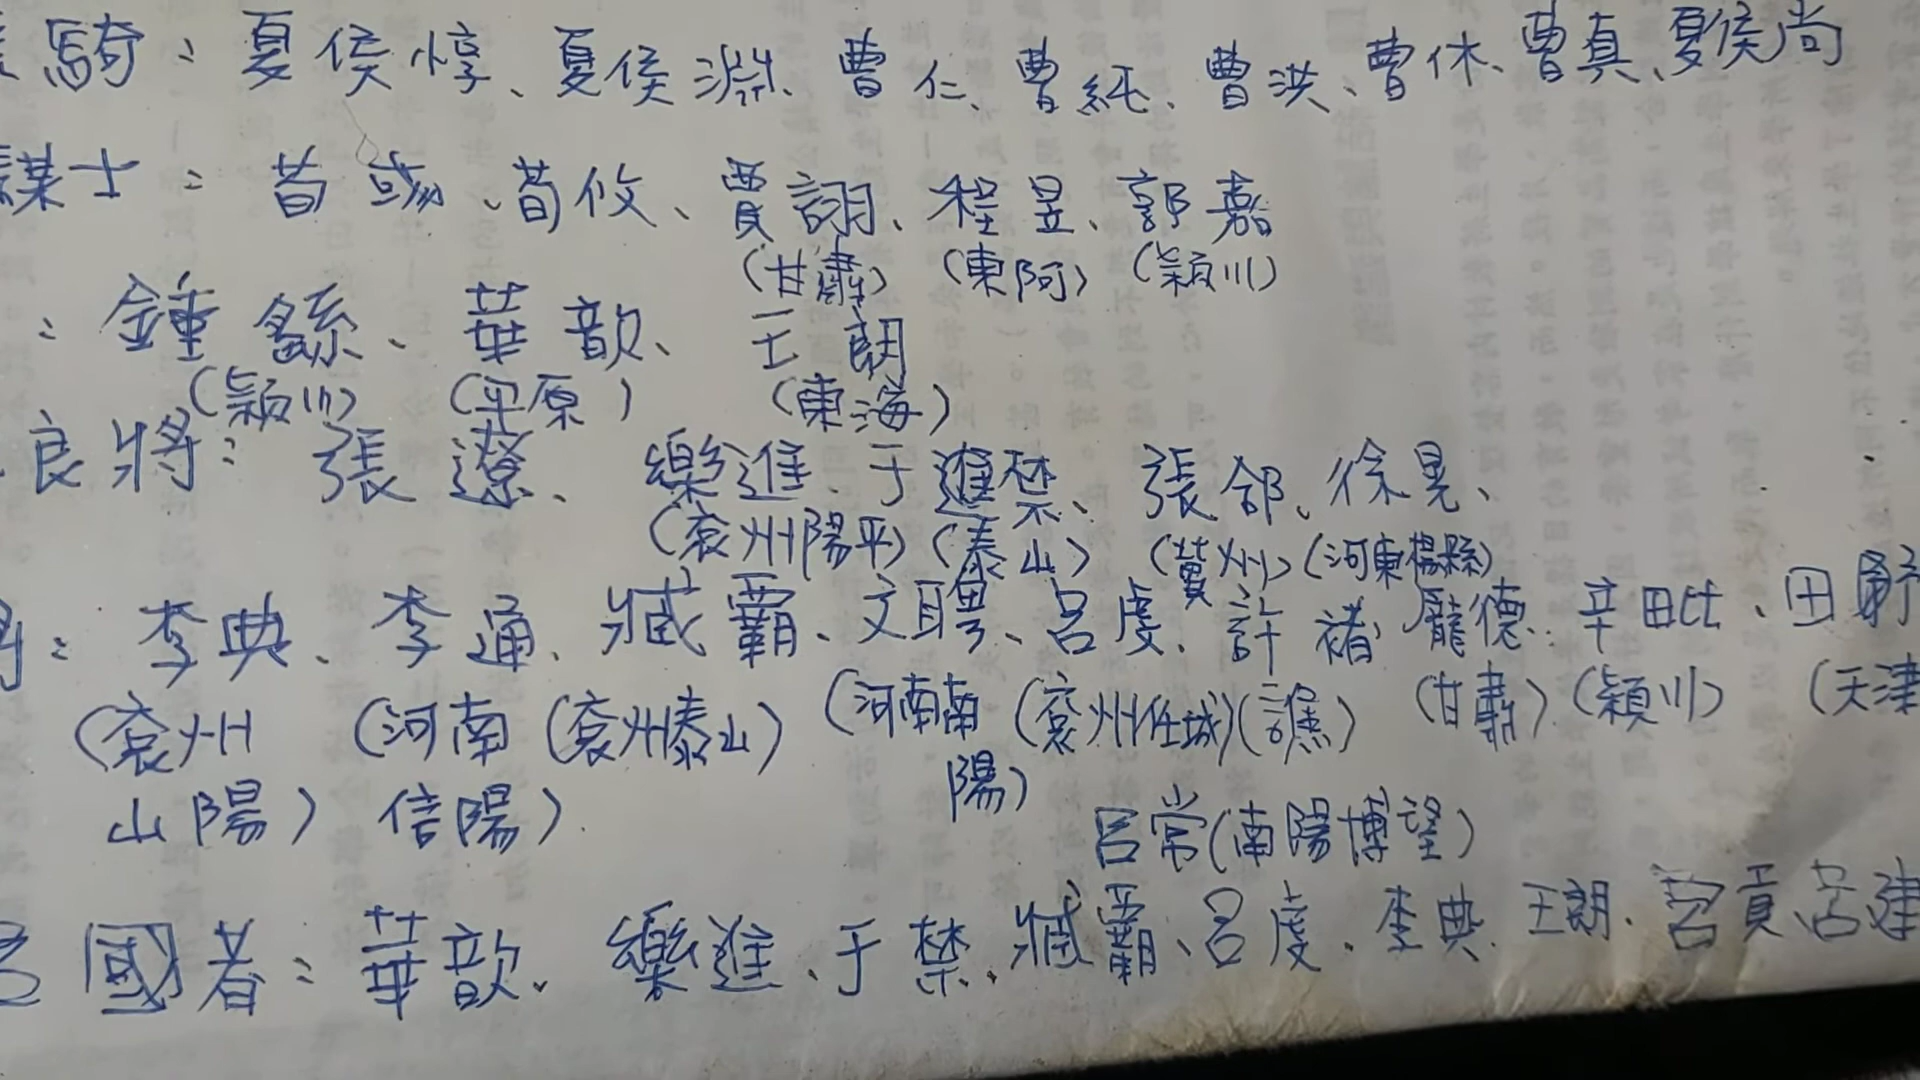 騎：夏侯惇、夏侯淵、曹仁、曹純、曹洪、曹休、曹真、夏侯尚
謀士：荀彧、荀攸、賈詡、程昱、郭嘉
(甘肅) (東阿) (潁川)
：鍾繇、華歆、王朗
(潁川) (平原) (東海)
良將：張遼、樂進、于進禁、張郃、徐晃、
(兗州陽平) (泰山) (冀州) (河東楊縣)
：李典、李通、臧霸、文聘、呂虔、許褚、龐德、辛毗、田
(兗州 (河南 (兗州泰山) (河南南 (兗州任城) (譙) (甘肅) (潁川) (天津
山陽) 信陽) 陽)
呂常(南陽博望)
國者：華歆、樂進、于禁、臧霸、呂虔、李典、王朗、